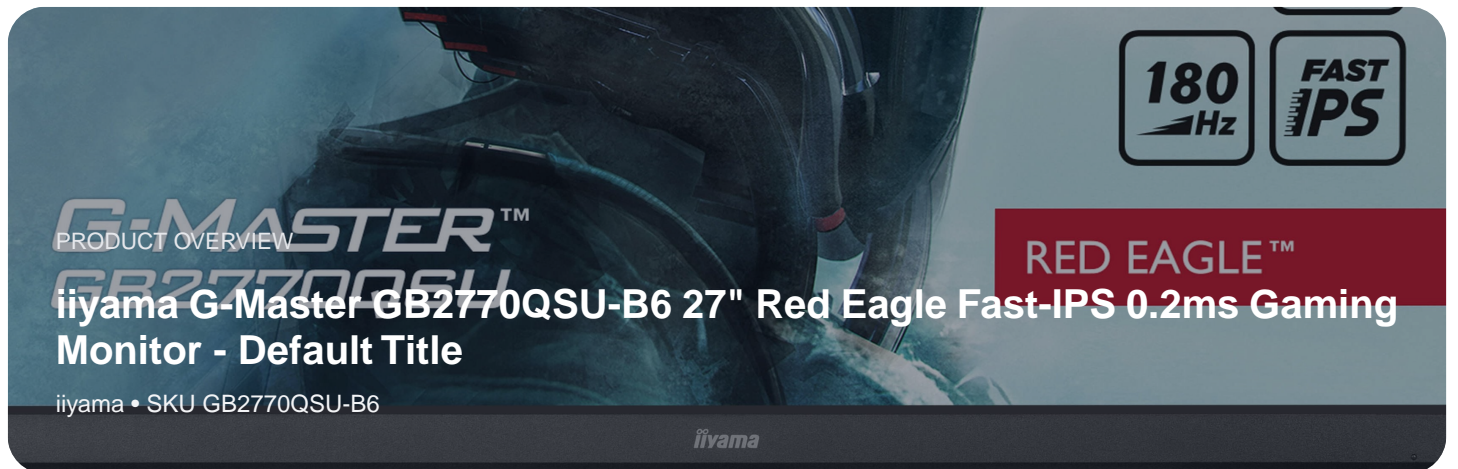 180
Hz
FAST
IPS
G-MASTER™
PRODUCT OVERVIEW
RED EAGLE™
GB2770QSU
iiyama G-Master GB2770QSU-B6 27" Red Eagle Fast-IPS 0.2ms Gaming
Monitor - Default Title
iiyama • SKU GB2770QSU-B6
iiyama